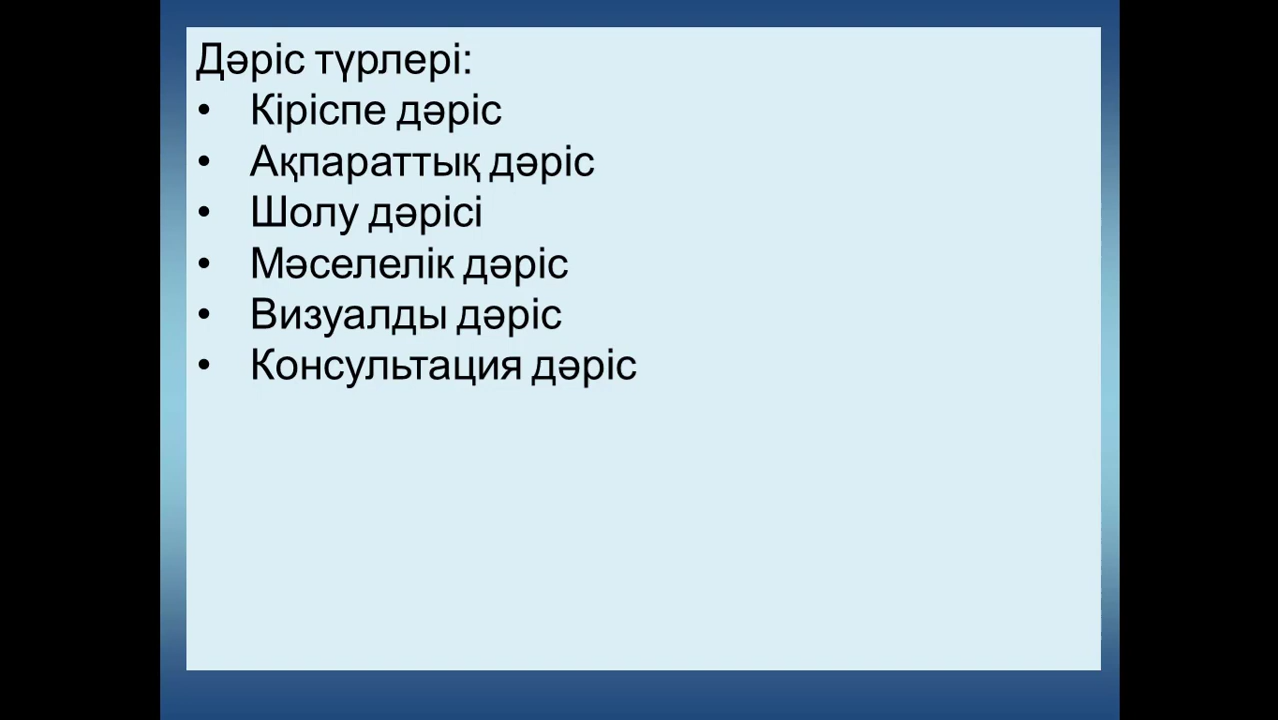 Дәріс түрлері:
• Кіріспе дәріс
• Ақпараттық дәріс
• Шолу дәрісі
• Мәселелік дәріс
• Визуалды дәріс
• Консультация дәріс